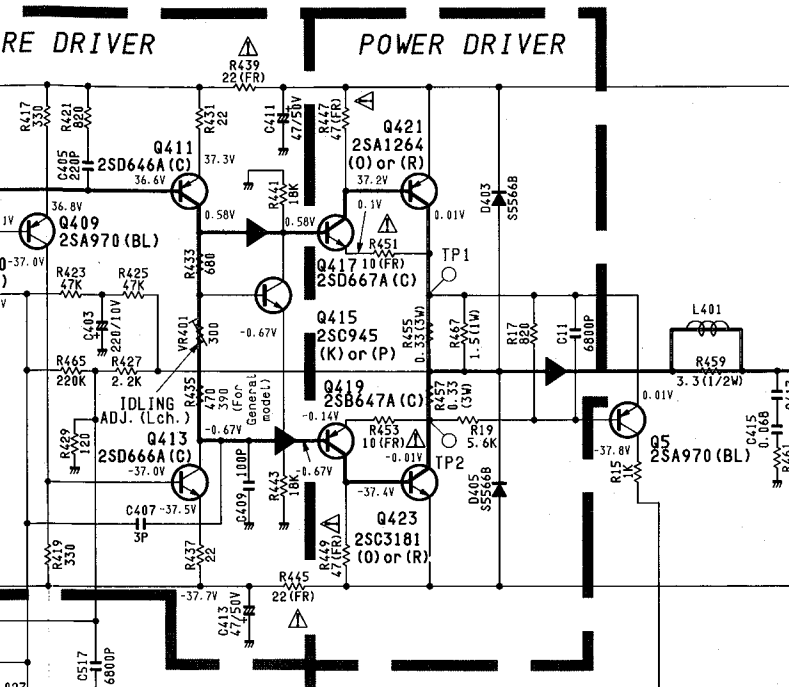 RE DRIVER
POWER DRIVER
R439
22(FR)
R417
330
R421
820
C405
220P
R431
22
C411
47/50V
R447
47(FR)
Q411
2SD646A(C)
37.3V
36.6V
Q421
2SA1264
(O) or (R)
37.2V
0.1V
R441
18K
36.8V
Q409
2SA970(BL)
-37.0V
1V
0.58V
0.58V
0.01V
D403
S5566B
R433
680
R451
10(FR)
Q417
2SD667A(C)
TP1
R423
47K
R425
47K
C403
220/10V
VR401
300
Q415
2SC945
(K) or (P)
-0.67V
R455
0.33(3W)
R467
1.5(1W)
R17
820
C11
6800P
L401
R459
3.3(1/2W)
R465
220K
R427
2.2K
R435
470
390
(For
General
model)
IDLING
ADJ.(Lch.)
-0.67V
Q419
2SB647A(C)
-0.14V
R457
0.33
(3W)
0.01V
C415
0.068
R461
R429
120
Q413
2SD666A(C)
-37.0V
R453
10(FR)
R19
5.6K
-0.01V
TP2
-37.8V
Q5
2SA970(BL)
R15
1K
C409
100P
R443
18K
-0.67V
-37.4V
D405
S5566B
C407
3P
-37.5V
Q423
2SC3181
(O) or (R)
R419
330
R437
22
R449
47(FR)
R445
22(FR)
-37.7V
C413
47/50V
C517
6800P